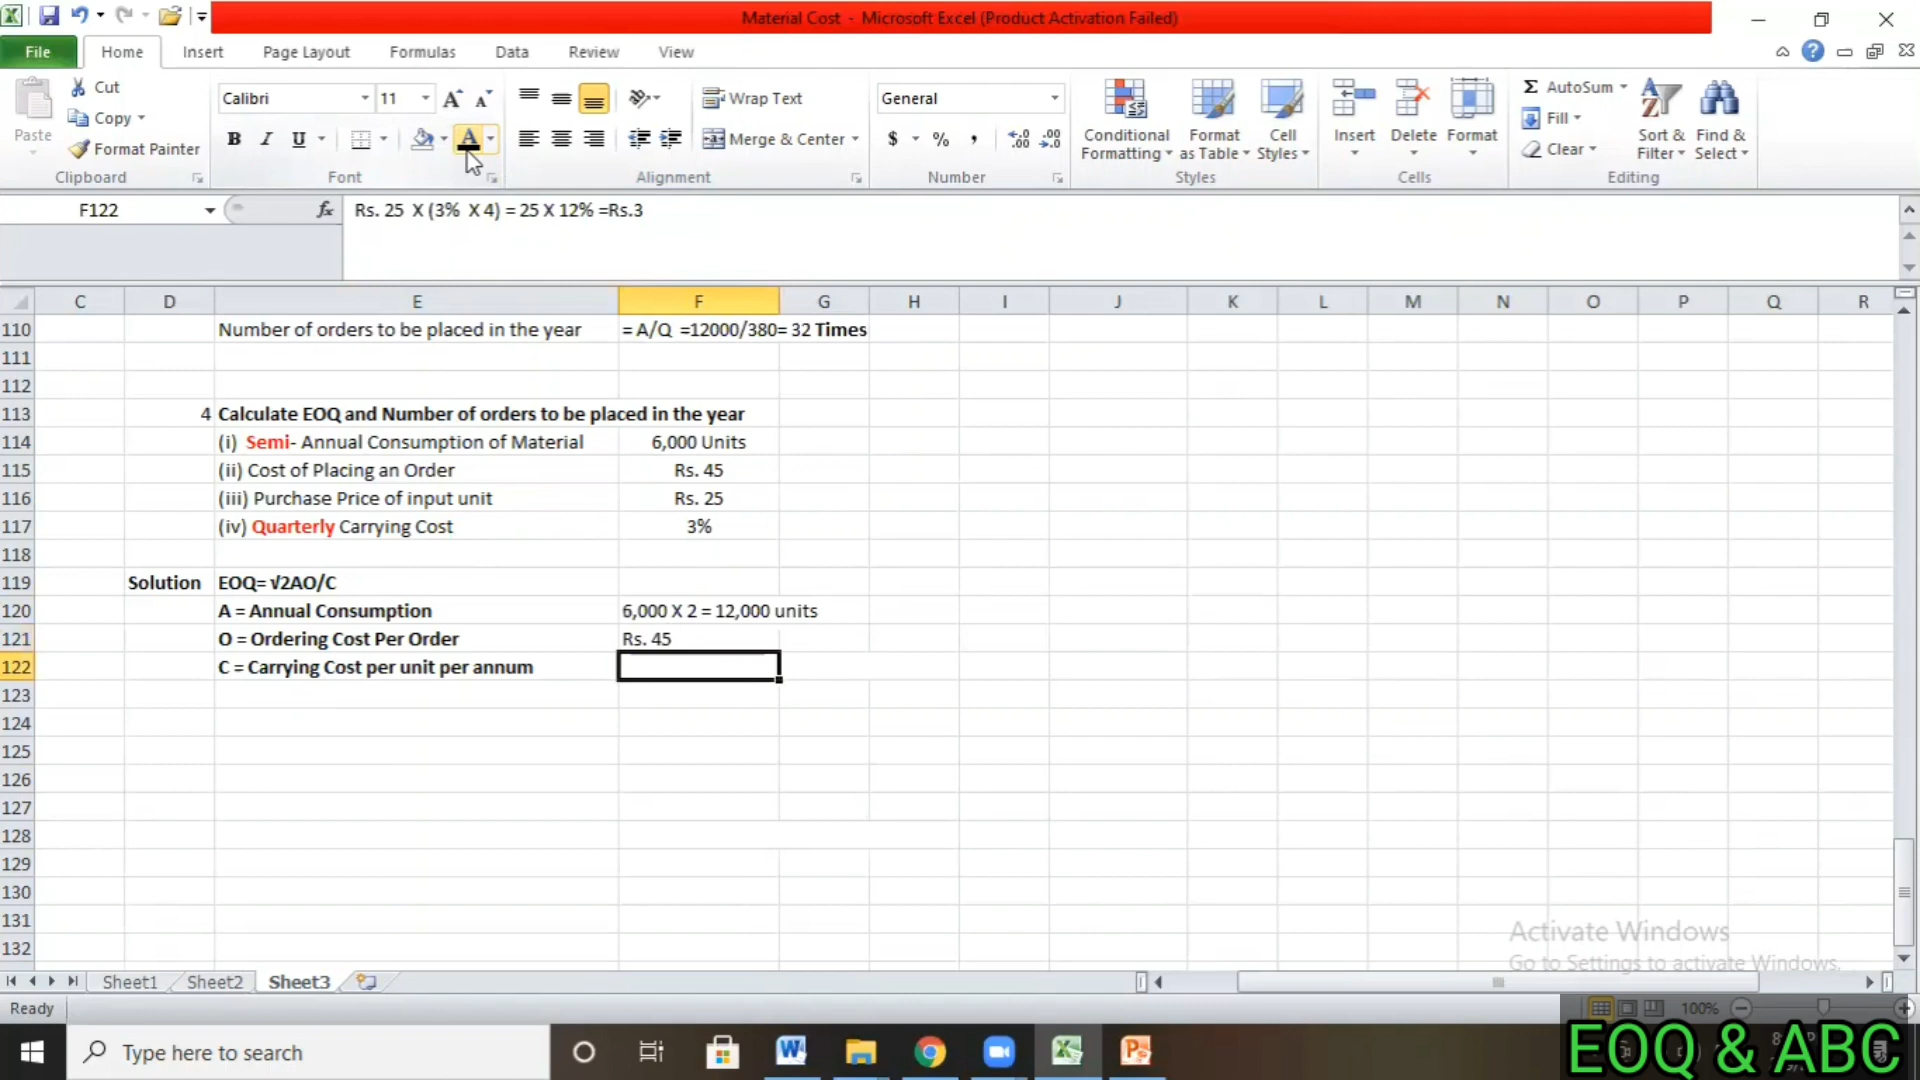 Material Cost - Microsoft Excel (Product Activation Failed)
File Home Insert Page Layout Formulas Data Review View
Paste Cut Copy Format Painter Clipboard
Calibri 11 B I U A Font
Wrap Text Merge & Center Alignment
General $ % , Number
Conditional Formatting Format as Table Cell Styles Styles
Insert Delete Format Cells
Σ AutoSum Fill Clear Sort & Filter Find & Select Editing
F122 fx Rs. 25 X (3% X 4) = 25 X 12% =Rs.3
C D E F G H I J K L M N O P Q R
110 Number of orders to be placed in the year = A/Q =12000/380= 32 Times
111
112
113 4 Calculate EOQ and Number of orders to be placed in the year
114 (i) Semi- Annual Consumption of Material 6,000 Units
115 (ii) Cost of Placing an Order Rs. 45
116 (iii) Purchase Price of input unit Rs. 25
117 (iv) Quarterly Carrying Cost 3%
118
119 Solution EOQ= √2AO/C
120 A = Annual Consumption 6,000 X 2 = 12,000 units
121 O = Ordering Cost Per Order Rs. 45
122 C = Carrying Cost per unit per annum
123
124
125
126
127
128
129
130
131
132
Activate Windows
Go to Settings to activate Windows.
Sheet1 Sheet2 Sheet3
Ready 100%
Type here to search
EOQ & ABC